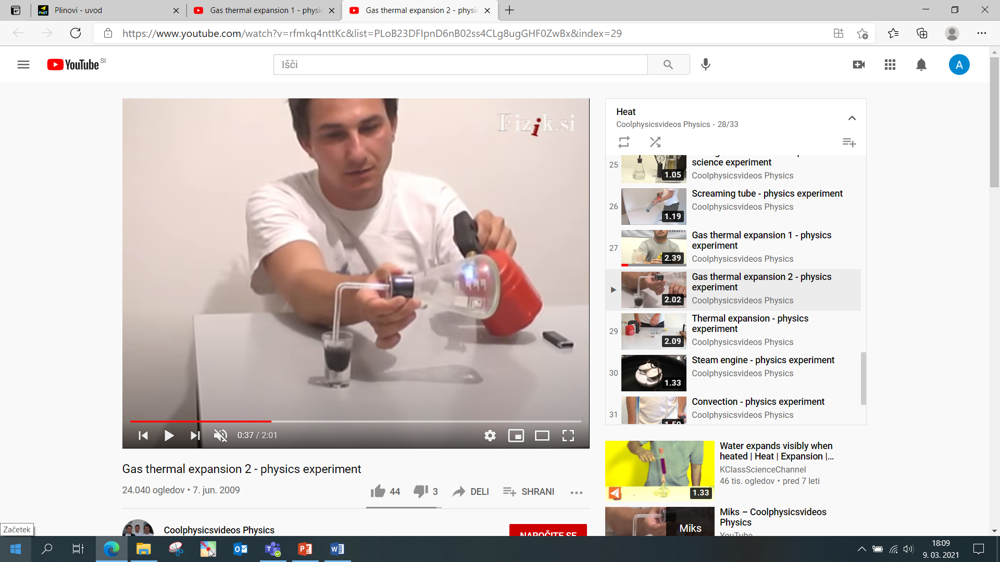 Plinovi - uvod
Gas thermal expansion 1 - physic
Gas thermal expansion 2 - physic
https://www.youtube.com/watch?v=rfmkq4nttKc&list=PLoB23DFIpnD6nB02ss4CLg8ugGHF0ZwBx&index=29
YouTube SI
Išči
A
Fizik.si
0:37 / 2:01
Gas thermal expansion 2 - physics experiment
24.040 ogledov • 7. jun. 2009
44
3
DELI
SHRANI
Coolphysicsvideos Physics
NAROČITE SE
Heat
Coolphysicsvideos Physics - 28/33
25
1.05
science experiment
Coolphysicsvideos Physics
26
1.19
Screaming tube - physics experiment
Coolphysicsvideos Physics
27
2.39
Gas thermal expansion 1 - physics
experiment
Coolphysicsvideos Physics
2.02
Gas thermal expansion 2 - physics
experiment
Coolphysicsvideos Physics
29
2.09
Thermal expansion - physics
experiment
Coolphysicsvideos Physics
30
1.33
Steam engine - physics experiment
Coolphysicsvideos Physics
31
1.50
Convection - physics experiment
Coolphysicsvideos Physics
1.33
Water expands visibly when
heated | Heat | Expansion |...
KClassScienceChannel
46 tis. ogledov • pred 7 leti
Miks
Miks – Coolphysicsvideos
Physics
YouTube
Začetek
18:09
9. 03. 2021